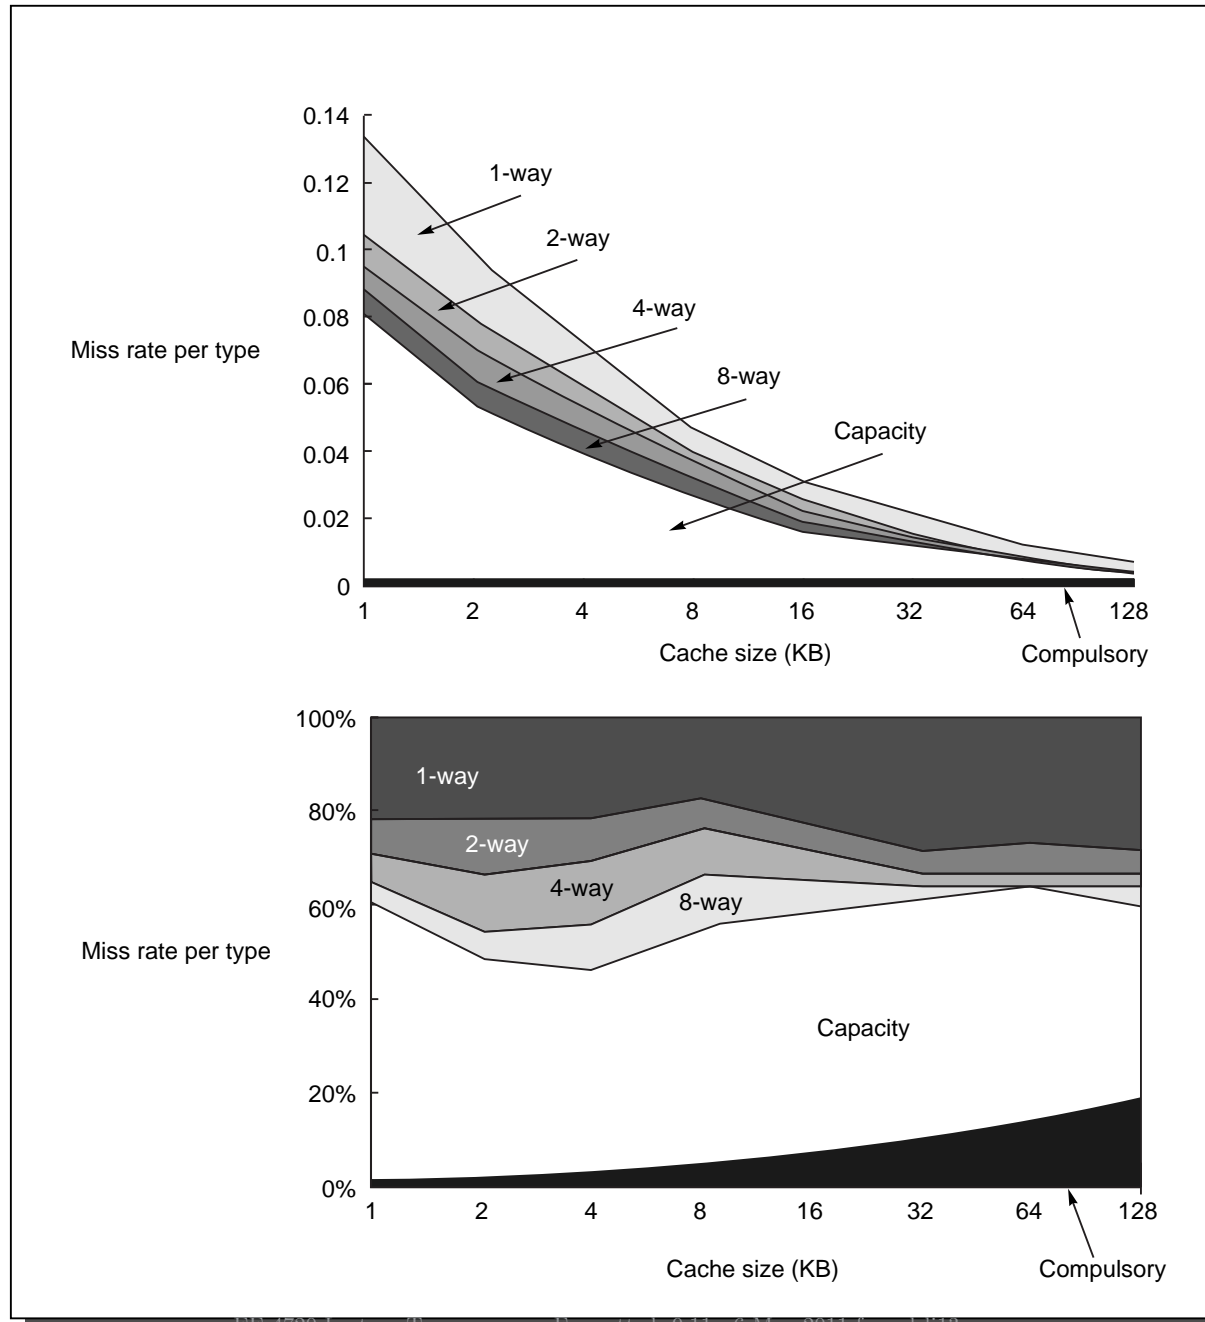 0.14
0.12
0.1
0.08
0.06
0.04
0.02
0
Miss rate per type
1-way
2-way
4-way
8-way
Capacity
1 2 4 8 16 32 64 128
Cache size (KB)
Compulsory
100%
80%
60%
40%
20%
0%
Miss rate per type
1-way
2-way
4-way
8-way
Capacity
1 2 4 8 16 32 64 128
Cache size (KB)
Compulsory